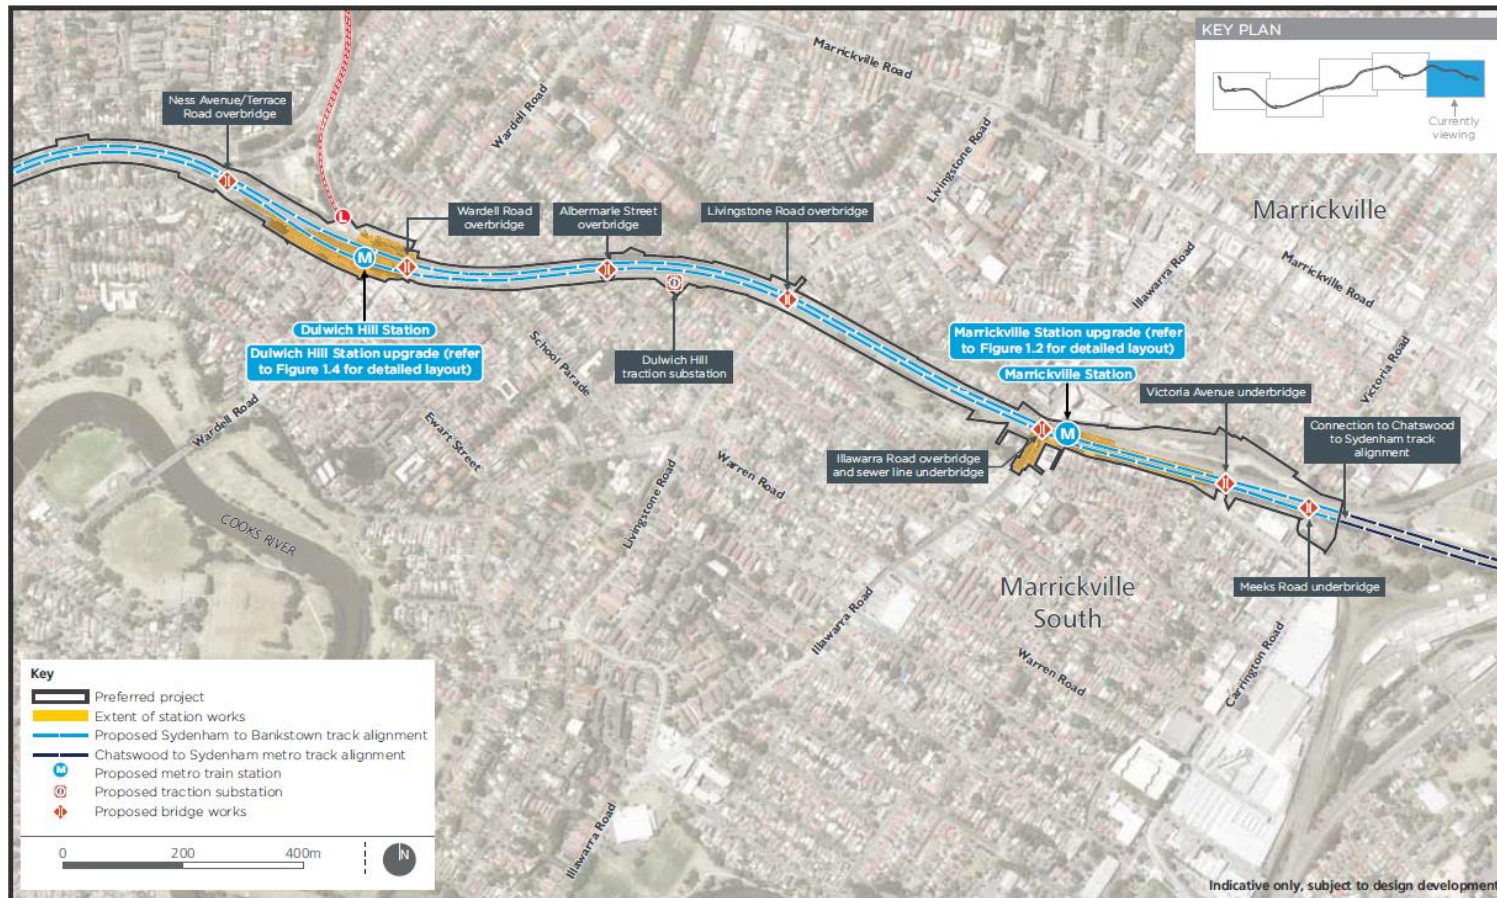 KEY PLAN
Currently
viewing
Marrickville Road
Ness Avenue/Terrace
Road overbridge
Wardell Road
Livingstone Road
Wardell Road
overbridge
Albermarle Street
overbridge
Livingstone Road overbridge
Marrickville
L
M
Illawarra Road
Marrickville Road
Dulwich Hill Station
Dulwich Hill Station upgrade (refer
to Figure 1.4 for detailed layout)
School Parade
Dulwich Hill
traction substation
Marrickville Station upgrade (refer
to Figure 1.2 for detailed layout)
Marrickville Station
Victoria Road
Victoria Avenue underbridge
Wardell Road
Ewart Street
M
Connection to Chatswood
to Sydenham track
alignment
Illawarra Road overbridge
and sewer line underbridge
Warren Road
Livingstone Road
COOKS RIVER
Marrickville
South
Meeks Road underbridge
Illawarra Road
Warren Road
Carrington Road
Key
Preferred project
Extent of station works
Proposed Sydenham to Bankstown track alignment
Chatswood to Sydenham metro track alignment
M Proposed metro train station
Proposed traction substation
Proposed bridge works
0 200 400m
N
Illawarra Road
Indicative only, subject to design development